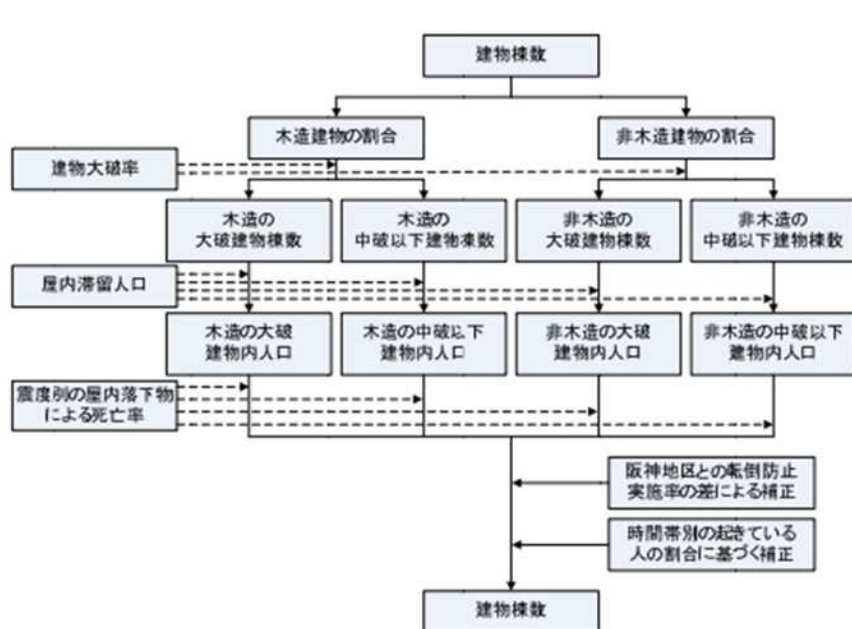 建物棟数
木造建物の割合
非木造建物の割合
建物大破率
木造の
大破建物棟数
木造の
中破以下建物棟数
非木造の
大破建物棟数
非木造の
中破以下建物棟数
屋内滞留人口
木造の大破
建物内人口
木造の中破以下
建物内人口
非木造の大破
建物内人口
非木造の中破以下
建物内人口
震度別の屋内落下物
による死亡率
阪神地区との転倒防止
実施率の差による補正
時間帯別の起きている
人の割合に基づく補正
建物棟数